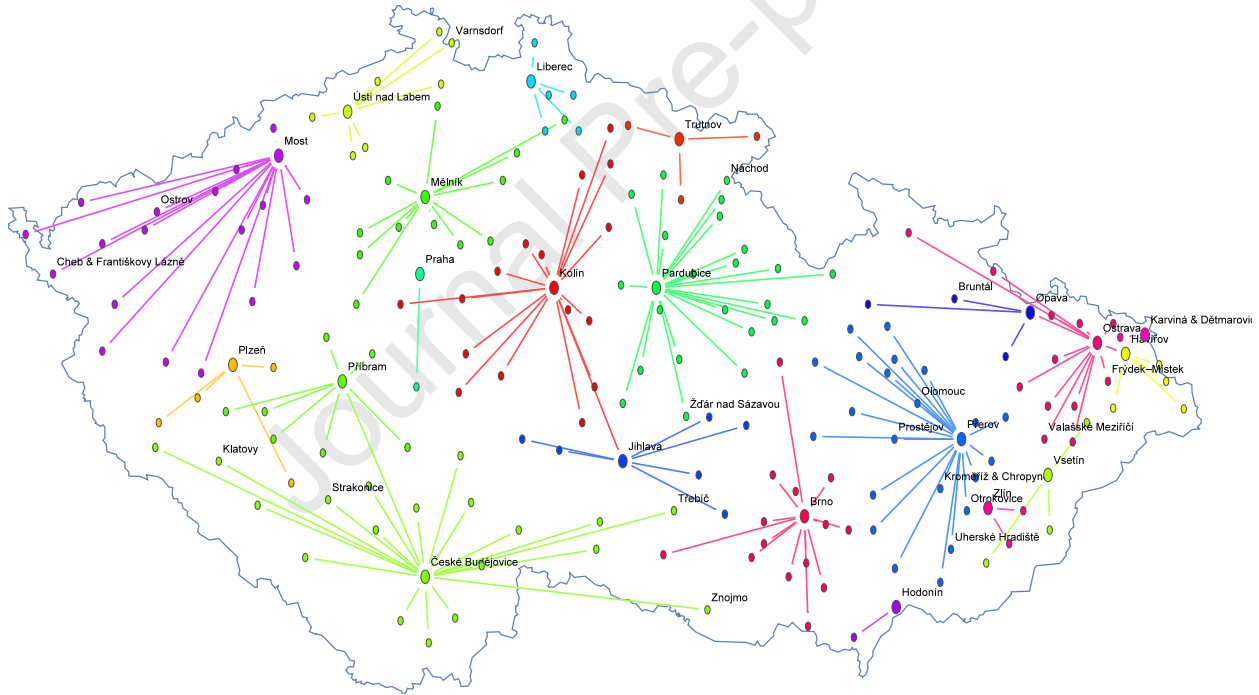 Varnsdorf
Liberec
Ústí nad Labem
Trutnov
Most
Náchod
Mělník
Ostrov
Praha
Cheb & Františkovy Lázně
Kolín
Pardubice
Bruntál
Opava
Karviná & Dětmarovice
Ostrava
Havířov
Plzeň
Příbram
Frýdek–Místek
Olomouc
Žďár nad Sázavou
Prostějov
Přerov
Valašské Meziříčí
Klatovy
Jihlava
Vsetín
Kroměříž & Chropyně
Strakonice
Třebíč
Brno
Zlín
Otrokovice
Uherské Hradiště
České Budějovice
Znojmo
Hodonín
Journal Pre-p